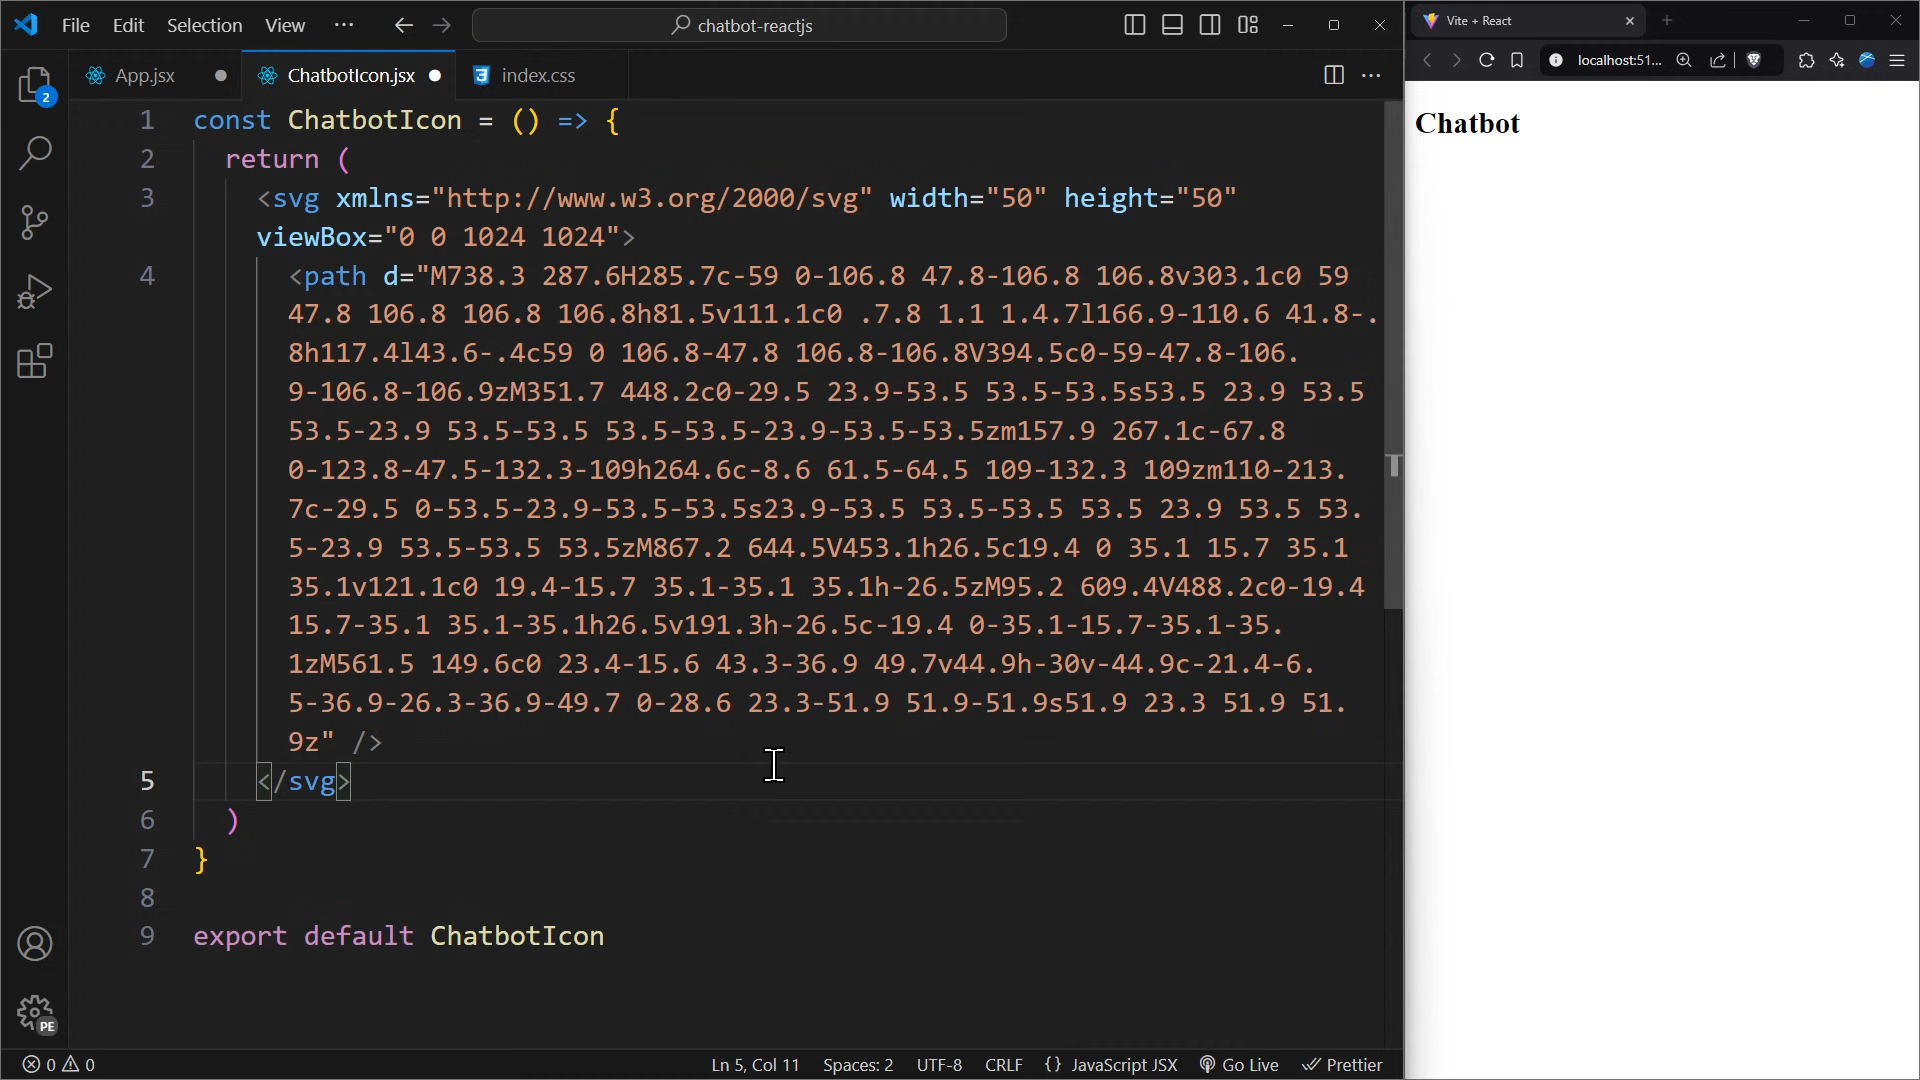 File Edit Selection View ··· chatbot-reactjs
App.jsx ChatbotIcon.jsx index.css
1 const ChatbotIcon = () => {
2 return (
3 <svg xmlns="http://www.w3.org/2000/svg" width="50" height="50"
viewBox="0 0 1024 1024">
4 <path d="M738.3 287.6H285.7c-59 0-106.8 47.8-106.8 106.8v303.1c0 59
47.8 106.8 106.8 106.8h81.5v111.1c0 .7.8 1.1 1.4.7l166.9-110.6 41.8-.
8h117.4l43.6-.4c59 0 106.8-47.8 106.8-106.8V394.5c0-59-47.8-106.
9-106.8-106.9zM351.7 448.2c0-29.5 23.9-53.5 53.5-53.5s53.5 23.9 53.5
53.5-23.9 53.5-53.5 53.5-53.5-23.9-53.5-53.5zm157.9 267.1c-67.8
0-123.8-47.5-132.3-109h264.6c-8.6 61.5-64.5 109-132.3 109zm110-213.
7c-29.5 0-53.5-23.9-53.5-53.5s23.9-53.5 53.5-53.5 53.5 23.9 53.5 53.
5-23.9 53.5-53.5 53.5zM867.2 644.5V453.1h26.5c19.4 0 35.1 15.7 35.1
35.1v121.1c0 19.4-15.7 35.1-35.1 35.1h-26.5zM95.2 609.4V488.2c0-19.4
15.7-35.1 35.1-35.1h26.5v191.3h-26.5c-19.4 0-35.1-15.7-35.1-35.
1zM561.5 149.6c0 23.4-15.6 43.3-36.9 49.7v44.9h-30v-44.9c-21.4-6.
5-36.9-26.3-36.9-49.7 0-28.6 23.3-51.9 51.9-51.9s51.9 23.3 51.9 51.
9z" />
5 </svg>
6 )
7 }
8
9 export default ChatbotIcon
2
PE
0 0 Ln 5, Col 11 Spaces: 2 UTF-8 CRLF {} JavaScript JSX Go Live Prettier
Vite + React
localhost:51...
Chatbot